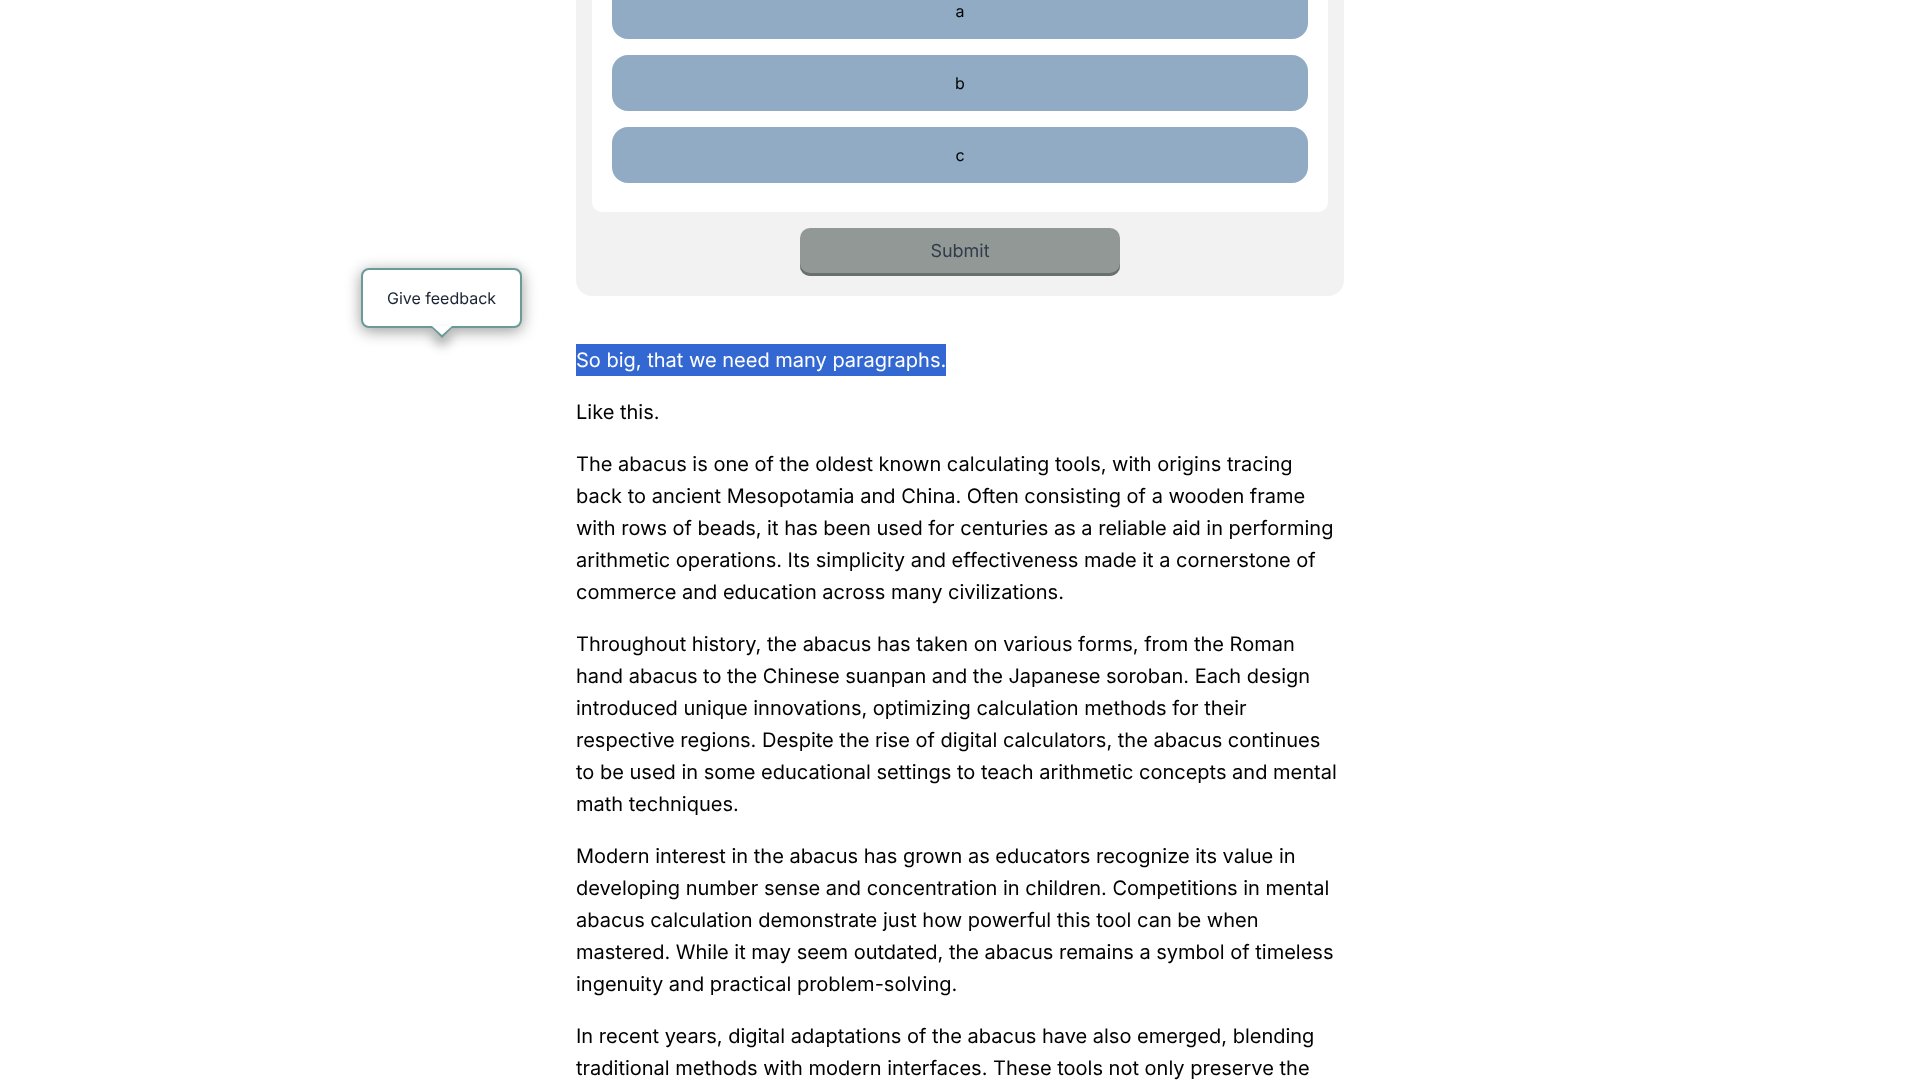 a
b
c
Submit
Give feedback
So big, that we need many paragraphs.
Like this.
The abacus is one of the oldest known calculating tools, with origins tracing
back to ancient Mesopotamia and China. Often consisting of a wooden frame
with rows of beads, it has been used for centuries as a reliable aid in performing
arithmetic operations. Its simplicity and effectiveness made it a cornerstone of
commerce and education across many civilizations.
Throughout history, the abacus has taken on various forms, from the Roman
hand abacus to the Chinese suanpan and the Japanese soroban. Each design
introduced unique innovations, optimizing calculation methods for their
respective regions. Despite the rise of digital calculators, the abacus continues
to be used in some educational settings to teach arithmetic concepts and mental
math techniques.
Modern interest in the abacus has grown as educators recognize its value in
developing number sense and concentration in children. Competitions in mental
abacus calculation demonstrate just how powerful this tool can be when
mastered. While it may seem outdated, the abacus remains a symbol of timeless
ingenuity and practical problem-solving.
In recent years, digital adaptations of the abacus have also emerged, blending
traditional methods with modern interfaces. These tools not only preserve the